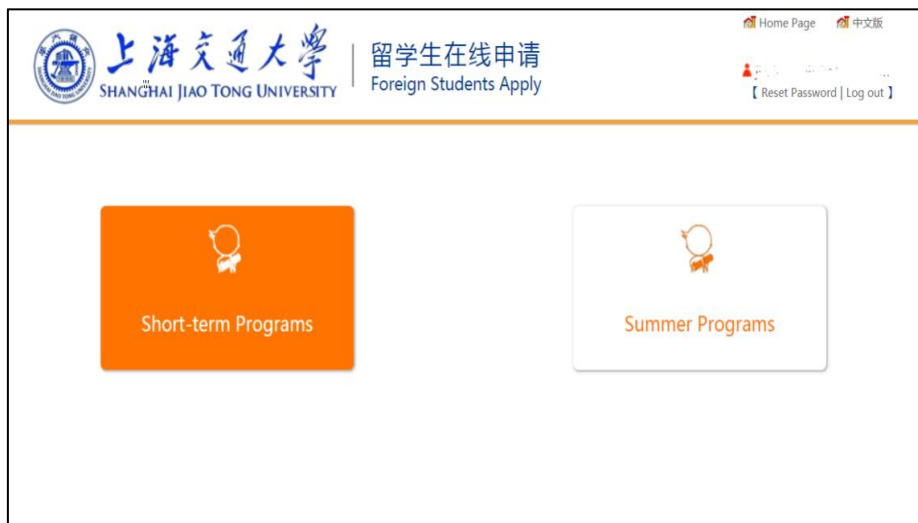 上海交通大學
SHANGHAI JIAO TONG UNIVERSITY
留学生在线申请
Foreign Students Apply
Home Page 中文版
【 Reset Password | Log out 】
Short-term Programs
Summer Programs